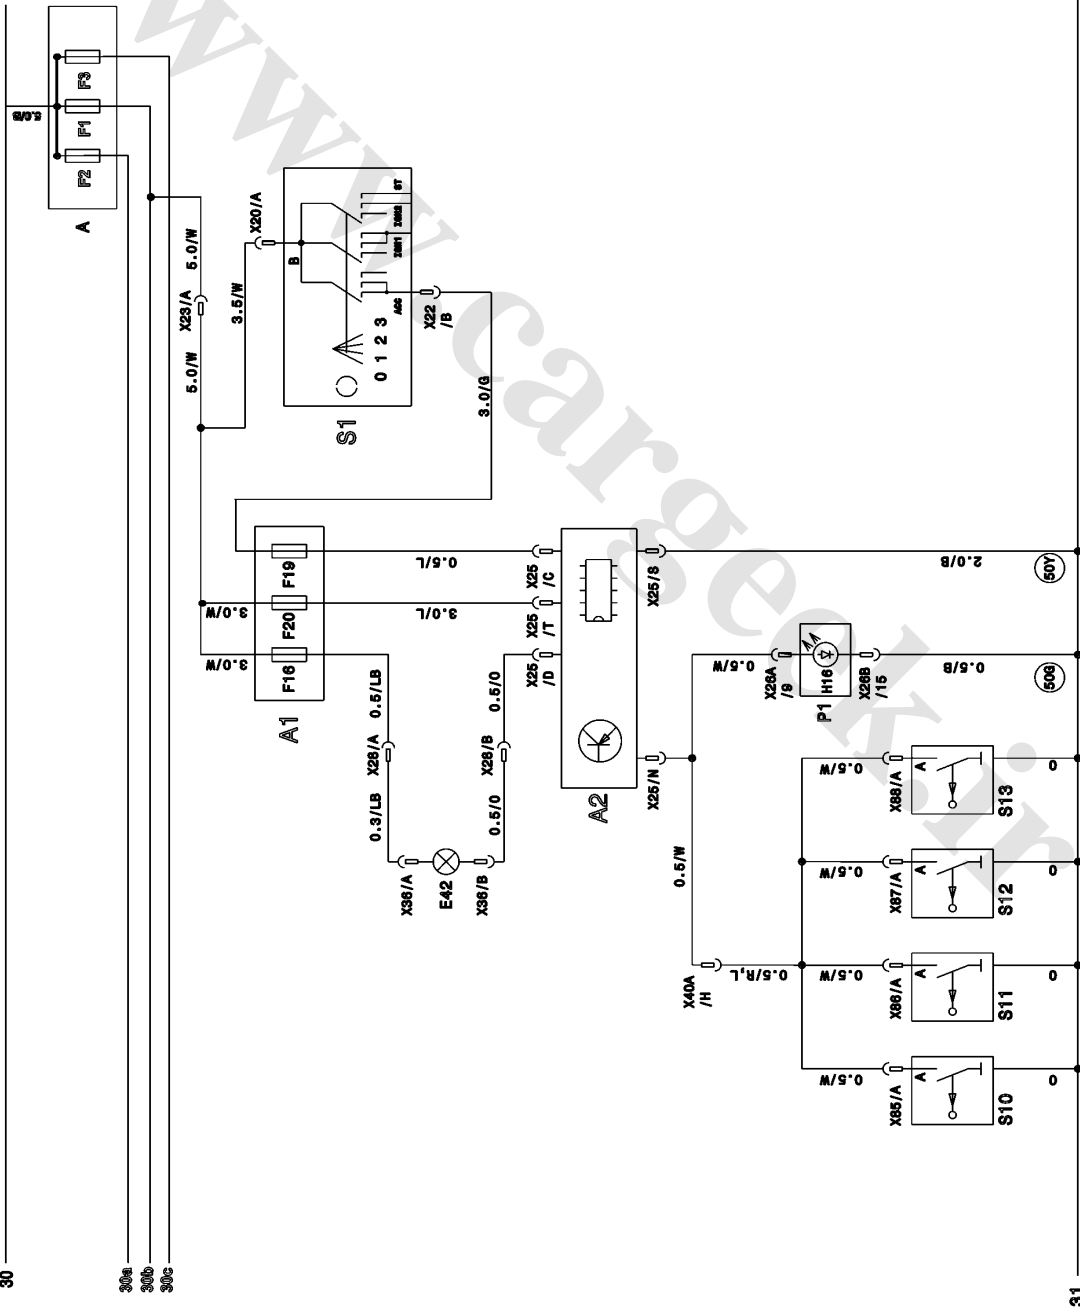 30
30a
30b
30c
31
A
F3
F1
F2
5.0/B
5.0/W
X23/A
5.0/W
3.5/W
X20/A
S1
B
ST
IGN2
IGN1
ACC
0 1 2 3
X22
/B
3.0/G
A1
F19
F20
F16
3.0/W
3.0/W
0.5/L
3.0/L
0.5/LB
X26/A
0.3/LB
X36/A
E42
X36/B
0.5/O
X26/B
0.5/O
X25
/C
X25
/T
X25
/D
A2
X25/S
X25/N
2.0/B
50Y
0.5/W
X26A
/9
P1
H16
X26B
/15
0.5/B
50G
0.5/W
X40A
/H
0.5/R,L
0.5/W
X88/A
A
S13
0
0.5/W
X87/A
A
S12
0
0.5/W
X86/A
A
S11
0
0.5/W
X85/A
A
S10
0
www.cargeek.ir